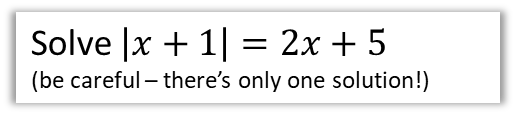 Solve |𝑥 + 1| = 2𝑥 + 5
(be careful – there's only one solution!)